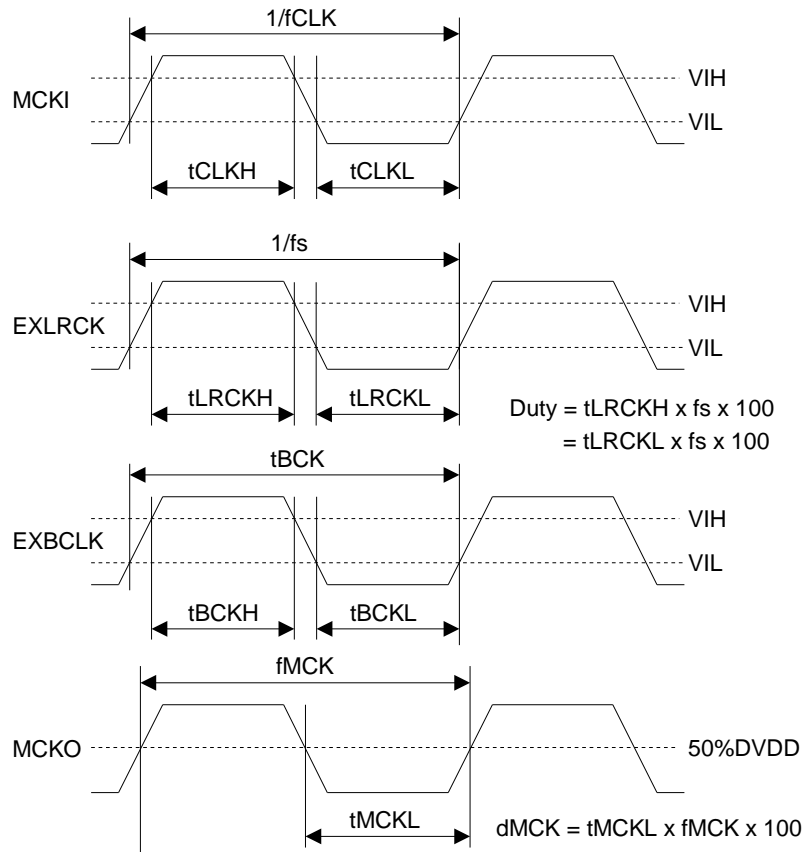 1/fCLK
VIH
MCKI
VIL
tCLKH tCLKL
1/fs
VIH
EXLRCK
VIL
tLRCKH tLRCKL
Duty = tLRCKH x fs x 100
= tLRCKL x fs x 100
tBCK
VIH
EXBCLK
VIL
tBCKH tBCKL
fMCK
MCKO 50%DVDD
tMCKL
dMCK = tMCKL x fMCK x 100